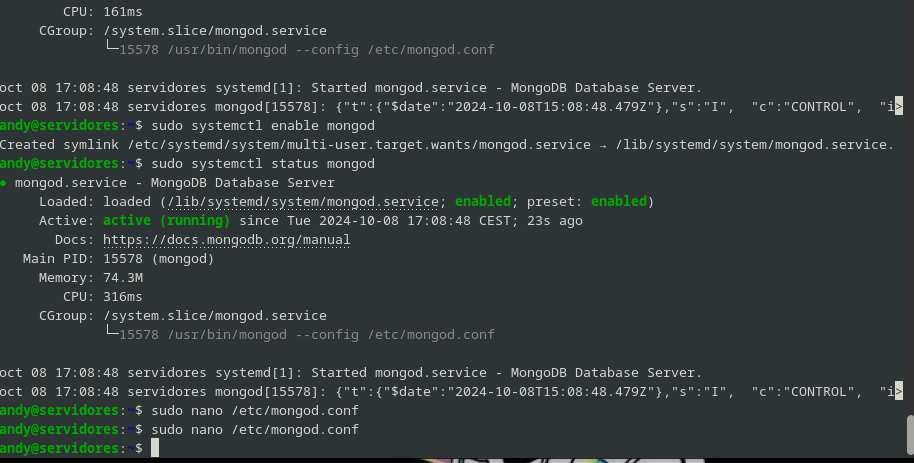 CPU: 161ms
CGroup: /system.slice/mongod.service
└─15578 /usr/bin/mongod --config /etc/mongod.conf
oct 08 17:08:48 servidores systemd[1]: Started mongod.service - MongoDB Database Server.
oct 08 17:08:48 servidores mongod[15578]: {"t":{"$date":"2024-10-08T15:08:48.479Z"},"s":"I",  "c":"CONTROL",  "i>
andy@servidores:~$ sudo systemctl enable mongod
Created symlink /etc/systemd/system/multi-user.target.wants/mongod.service → /lib/systemd/system/mongod.service.
andy@servidores:~$ sudo systemctl status mongod
● mongod.service - MongoDB Database Server
Loaded: loaded (/lib/systemd/system/mongod.service; enabled; preset: enabled)
Active: active (running) since Tue 2024-10-08 17:08:48 CEST; 23s ago
Docs: https://docs.mongodb.org/manual
Main PID: 15578 (mongod)
Memory: 74.3M
CPU: 316ms
CGroup: /system.slice/mongod.service
└─15578 /usr/bin/mongod --config /etc/mongod.conf
oct 08 17:08:48 servidores systemd[1]: Started mongod.service - MongoDB Database Server.
oct 08 17:08:48 servidores mongod[15578]: {"t":{"$date":"2024-10-08T15:08:48.479Z"},"s":"I",  "c":"CONTROL",  "i>
andy@servidores:~$ sudo nano /etc/mongod.conf
andy@servidores:~$ sudo nano /etc/mongod.conf
andy@servidores:~$